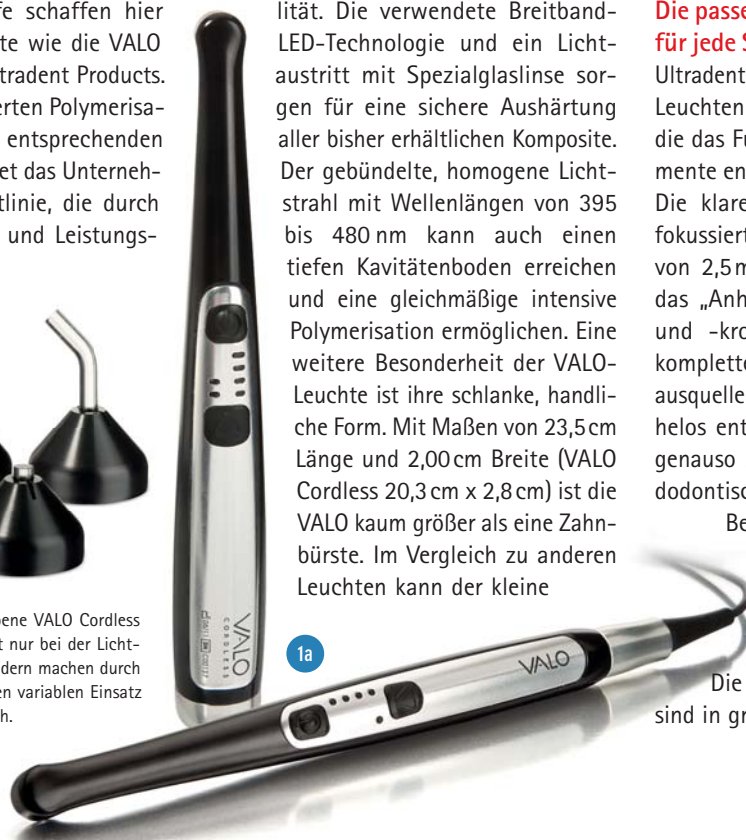 fe schaffen hier
te wie die VALO
tradent Products.
erten Polymerisa-
entsprechenden
et das Unterneh-
tlinie, die durch
und Leistungs-
ene VALO Cordless
t nur bei der Licht-
dern machen durch
en variablen Einsatz
h.
lität. Die verwendete Breitband-
LED-Technologie und ein Licht-
austritt mit Spezialglaslinse sor-
gen für eine sichere Aushärtung
aller bisher erhältlichen Komposite.
Der gebündelte, homogene Licht-
strahl mit Wellenlängen von 395
bis 480 nm kann auch einen
tiefen Kavitätenboden erreichen
und eine gleichmäßige intensive
Polymerisation ermöglichen. Eine
weitere Besonderheit der VALO-
Leuchte ist ihre schlanke, handli-
che Form. Mit Maßen von 23,5 cm
Länge und 2,00 cm Breite (VALO
Cordless 20,3 cm x 2,8 cm) ist die
VALO kaum größer als eine Zahn-
bürste. Im Vergleich zu anderen
Leuchten kann der kleine
VALO
CORDLESS
1a
VALO
Die passe
für jede S
Ultradent
Leuchten
die das Fu
mente en
Die klare
fokussiert
von 2,5 m
das „Anh
und -kro
komplette
ausquelle
helos ent
genauso
dodontisc
Be
Die
sind in gr